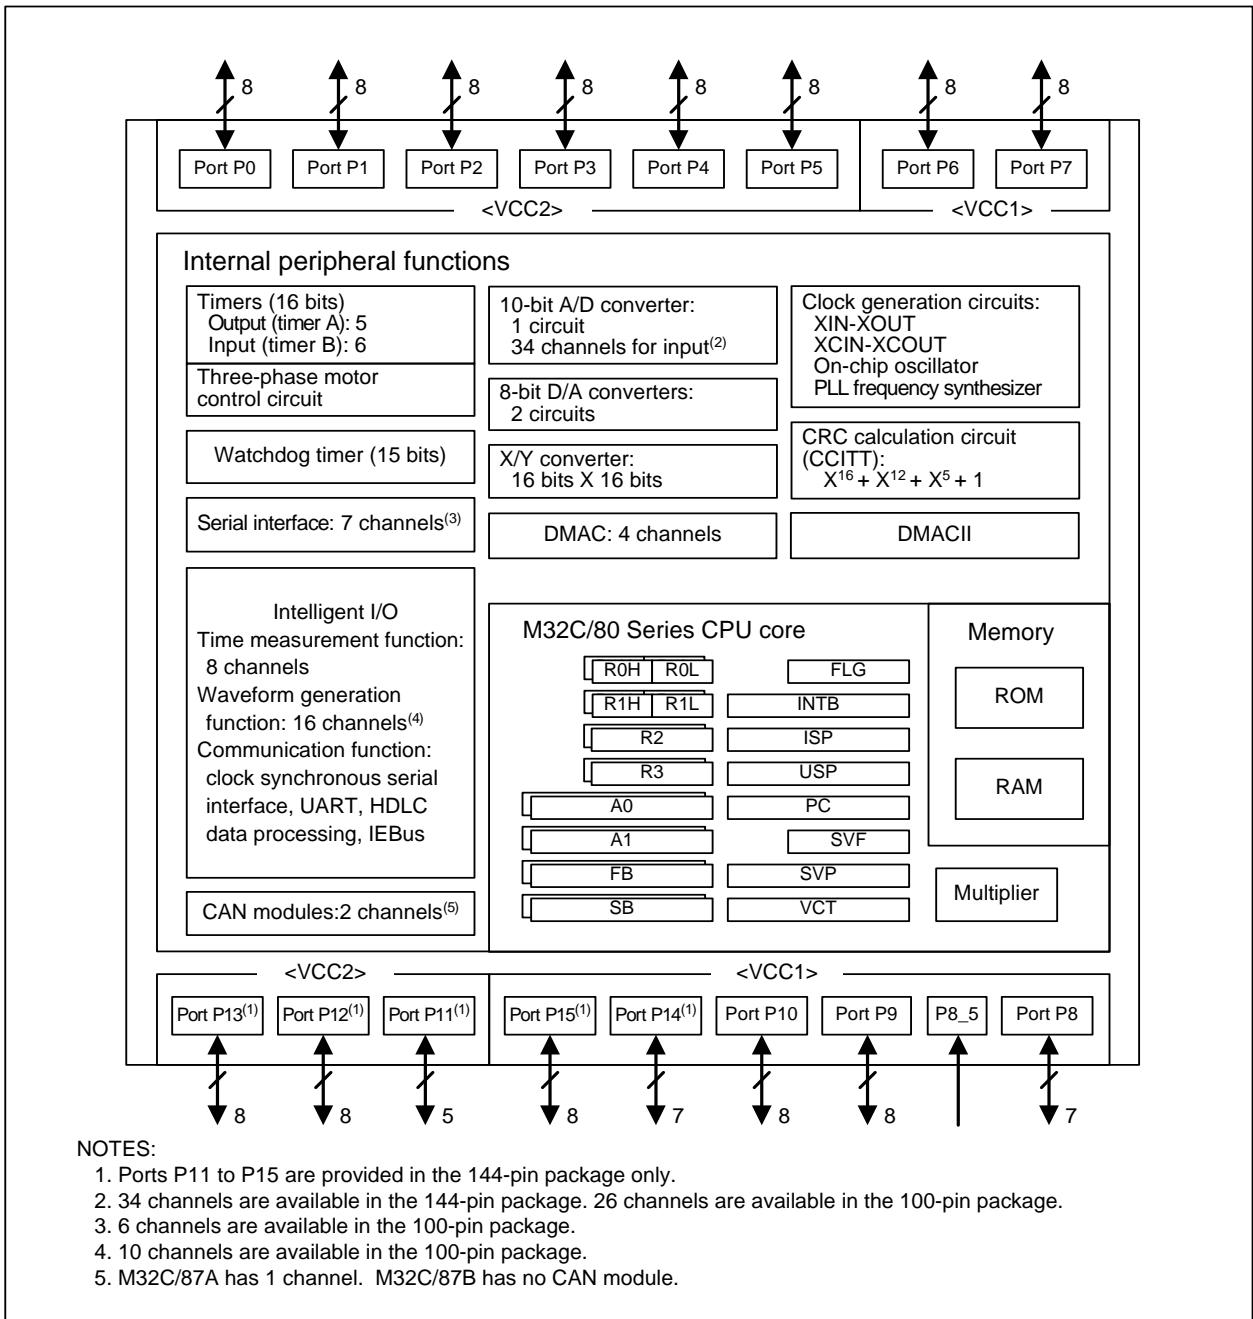 8 8 8 8 8 8 8 8
Port P0 Port P1 Port P2 Port P3 Port P4 Port P5 Port P6 Port P7
<VCC2> <VCC1>
Internal peripheral functions
Timers (16 bits)
Output (timer A): 5
Input (timer B): 6
Three-phase motor
control circuit
Watchdog timer (15 bits)
Serial interface: 7 channels(3)
Intelligent I/O
Time measurement function:
8 channels
Waveform generation
function: 16 channels(4)
Communication function:
clock synchronous serial
interface, UART, HDLC
data processing, IEBus
CAN modules:2 channels(5)
10-bit A/D converter:
1 circuit
34 channels for input(2)
8-bit D/A converters:
2 circuits
X/Y converter:
16 bits X 16 bits
DMAC: 4 channels
Clock generation circuits:
XIN-XOUT
XCIN-XCOUT
On-chip oscillator
PLL frequency synthesizer
CRC calculation circuit
(CCITT):
X16 + X12 + X5 + 1
DMACII
M32C/80 Series CPU core
R0H R0L FLG
R1H R1L INTB
R2 ISP
R3 USP
A0 PC
A1 SVF
FB SVP
SB VCT
Memory
ROM
RAM
Multiplier
<VCC2> <VCC1>
Port P13(1) Port P12(1) Port P11(1) Port P15(1) Port P14(1) Port P10 Port P9 P8_5 Port P8
8 8 5 8 7 8 8 7
NOTES:
1. Ports P11 to P15 are provided in the 144-pin package only.
2. 34 channels are available in the 144-pin package. 26 channels are available in the 100-pin package.
3. 6 channels are available in the 100-pin package.
4. 10 channels are available in the 100-pin package.
5. M32C/87A has 1 channel. M32C/87B has no CAN module.